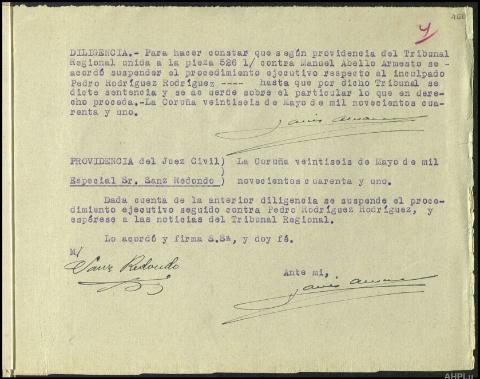 4
DILIGENCIA.- Para hacer constar que según providencia del Tribunal
Regional unida a la pieza 526 1/ contra Manuel Abello Armesto se -
acordó suspender el procedimiento ejecutivo respecto al inculpado
Pedro Rodríguez Rodríguez ---- hasta que por dicho Tribunal se
dicte sentencia y se ac uerde sobre el particular lo que en dere-
cho proceda.-La Coruña veintiseis de Mayo de mil novecientos cua-
renta y uno.
PROVIDENCIA del Juez Civil) La Coruña veintiseis de Mayo de mil
Especial Sr. Sanz Redondo ) novecientos cuarenta y uno.
Dada cuenta de la anterior diligencia se suspende el proce-
dimiento ejecutivo seguido contra Pedro Rodríguez Rodríguez, y
espérese a las noticias del Tribunal Regional.
Lo acordó y firma S.Sa, y doy fé.
M/
Sanz Redondo
Ante mi,
AHPLu